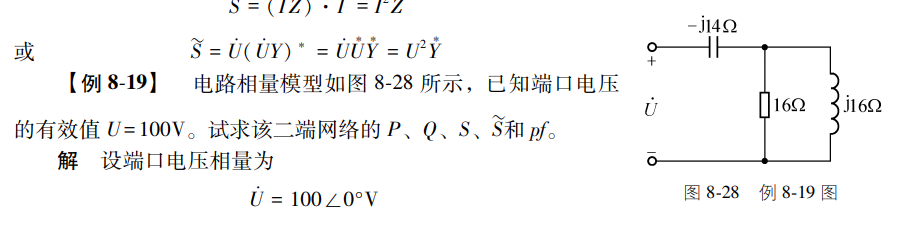 S = (İZ) · İ* = I²Z
或 S̃ = U̇(U̇Y)* = U̇U̇*Y* = U²Y*
【例 8-19】 电路相量模型如图 8-28 所示，已知端口电压
的有效值 U=100V。试求该二端网络的 P、Q、S、S̃和 pf。
解 设端口电压相量为
U̇ = 100∠0°V
-j14Ω
+
U̇
16Ω
j16Ω
-
图 8-28 例 8-19 图